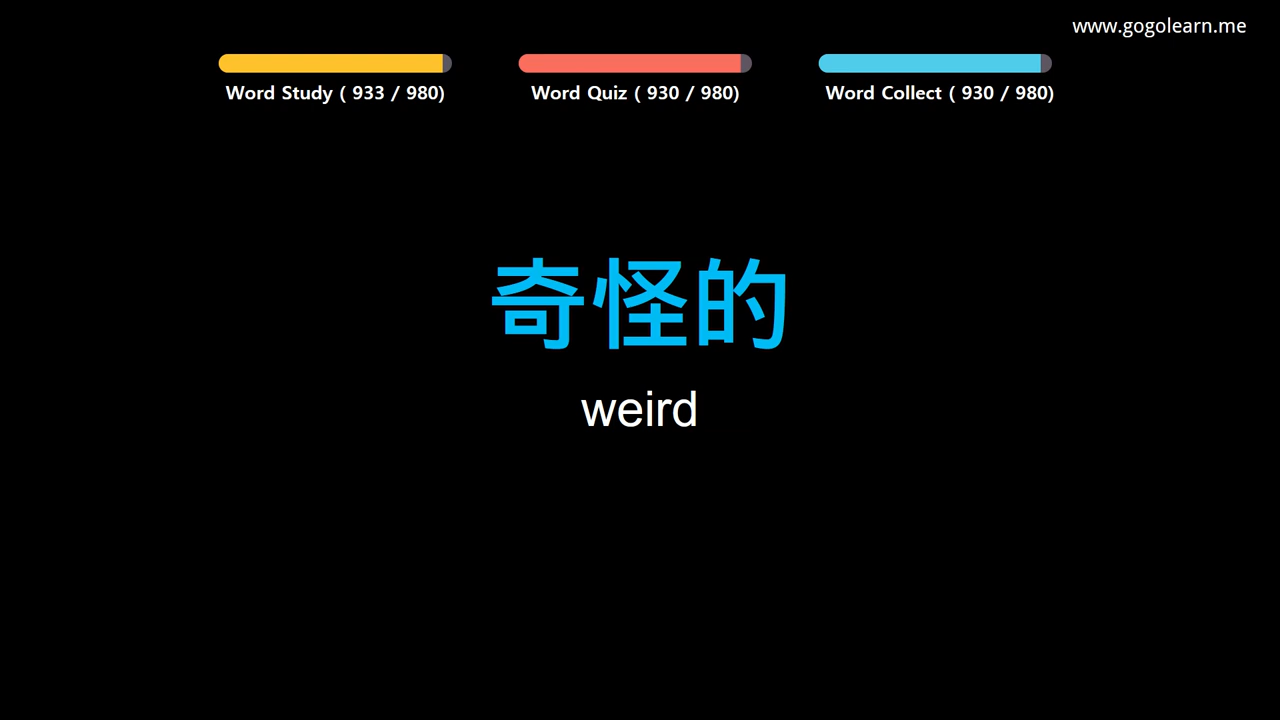 www.gogolearn.me
Word Study ( 933 / 980)
Word Quiz ( 930 / 980)
Word Collect ( 930 / 980)
奇怪的
weird